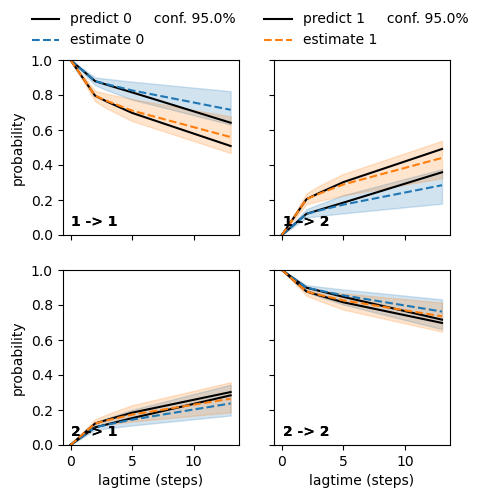 predict 0 conf. 95.0% predict 1 conf. 95.0%
estimate 0 estimate 1
1.0
0.8
0.6
0.4
0.2
0.0
probability
1 -> 1
1 -> 2
1.0
0.8
0.6
0.4
0.2
0.0
probability
2 -> 1
2 -> 2
0 5 10
0 5 10
lagtime (steps) lagtime (steps)